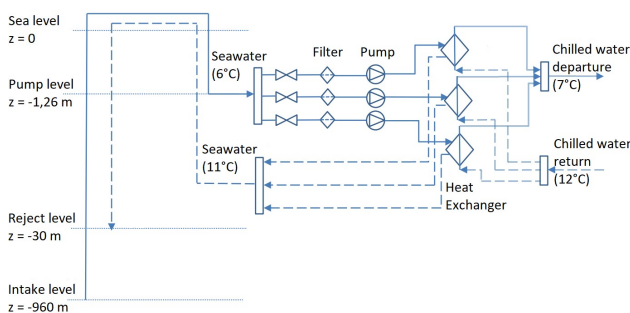 Sea level
z = 0
Pump level
z = -1,26 m
Reject level
z = -30 m
Intake level
z = -960 m
Seawater
(6°C)
Filter
Pump
Seawater
(11°C)
Heat
Exchanger
Chilled water
departure
(7°C)
Chilled water
return
(12°C)